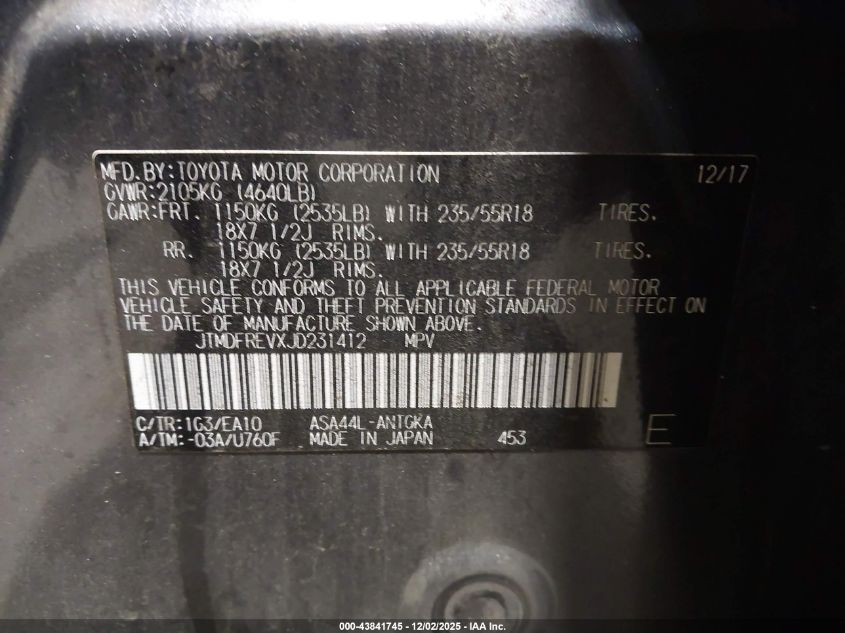 MFD.BY:TOYOTA MOTOR CORPORATION 12/17
GVWR:2105KG (4640LB)
GAWR:FRT. 1150KG (2535LB) WITH 235/55R18 TIRES.
18X7 1/2J RIMS.
RR. 1150KG (2535LB) WITH 235/55R18 TIRES.
18X7 1/2J RIMS.
THIS VEHICLE CONFORMS TO ALL APPLICABLE FEDERAL MOTOR
VEHICLE SAFETY AND THEFT PREVENTION STANDARDS IN EFFECT ON
THE DATE OF MANUFACTURE SHOWN ABOVE.
JTMDFREVXJD231412 MPV
C/TR:1G3/EA10 ASA44L-ANTGKA
A/TM:-03A/U760F MADE IN JAPAN 453 E
000-43841745 - 12/02/2025 - IAA Inc.